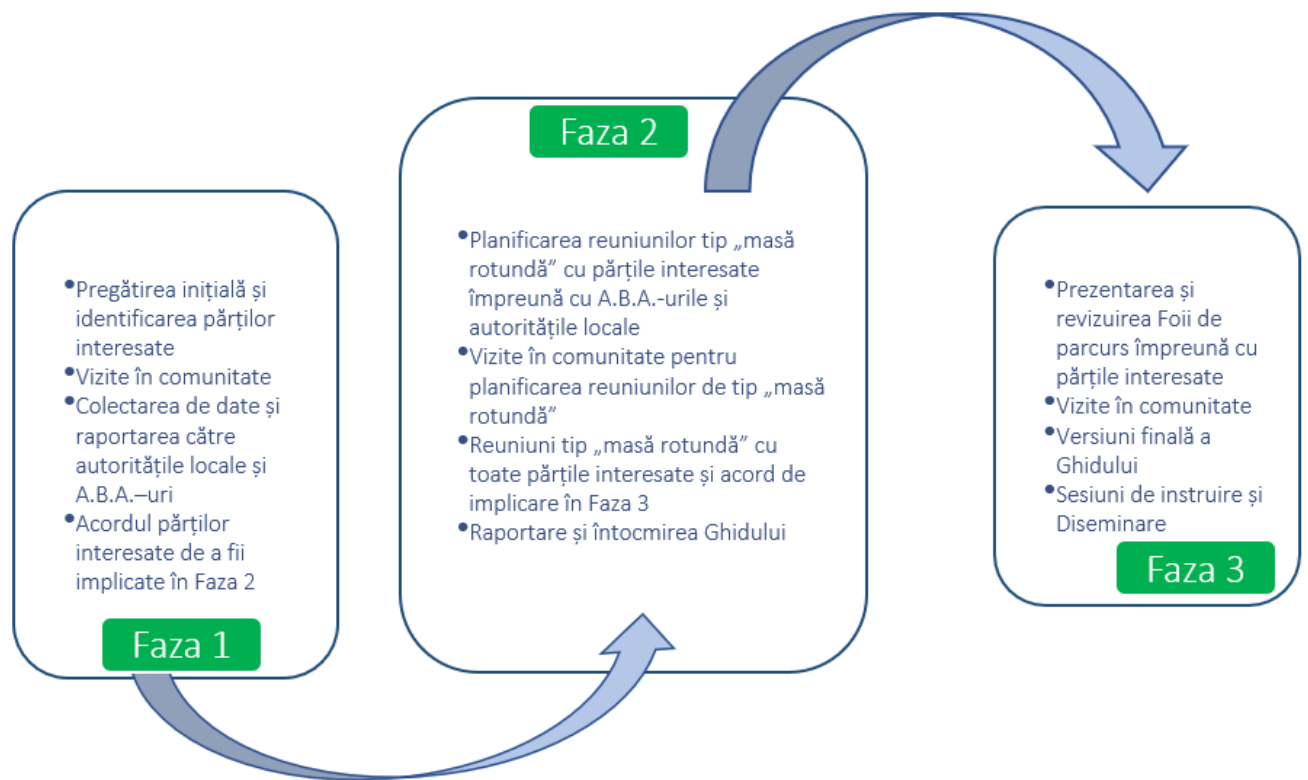 Faza 1
•Pregătirea inițială și
identificarea părților
interesate
•Vizite în comunitate
•Colectarea de date și
raportarea către
autoritățile locale și
A.B.A.–uri
•Acordul părților
interesate de a fii
implicate în Faza 2
Faza 2
•Planificarea reuniunilor tip „masă
rotundă” cu părțile interesate
împreună cu A.B.A.-urile și
autoritățile locale
•Vizite în comunitate pentru
planificarea reuniunilor de tip „masă
rotundă”
•Reuniuni tip „masă rotundă” cu
toate părțile interesate și acord de
implicare în Faza 3
•Raportare și întocmirea Ghidului
•Prezentarea și
revizuirea Foii de
parcurs împreună cu
părțile interesate
•Vizite în comunitate
•Versiuni finală a
Ghidului
•Sesiuni de instruire și
Diseminare
Faza 3